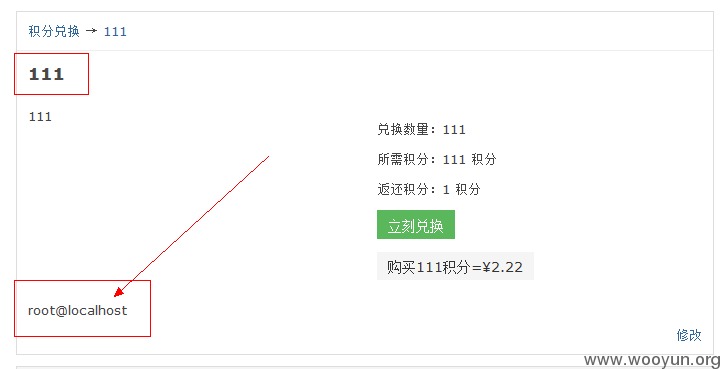 积分兑换 → 111
111
111
兑换数量：111
所需积分：111 积分
返还积分：1 积分
立刻兑换
购买111积分=¥2.22
root@localhost
修改
www.wooyun.org